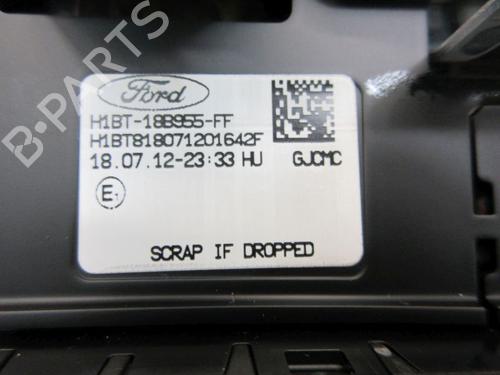 B-PARTS
Ford
H1BT-18B955-FF
H1BT818071201642F
18.07.12-23:33 HU GJCMC
E
SCRAP IF DROPPED